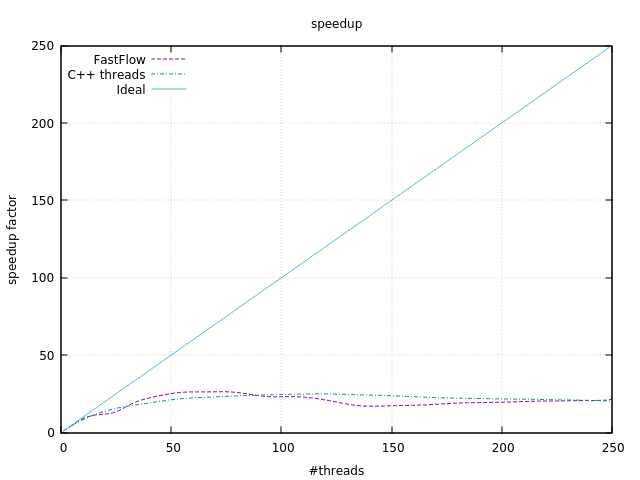 speedup
250
200
150
100
50
0
FastFlow
C++ threads
Ideal
speedup factor
0 50 100 150 200 250
#threads